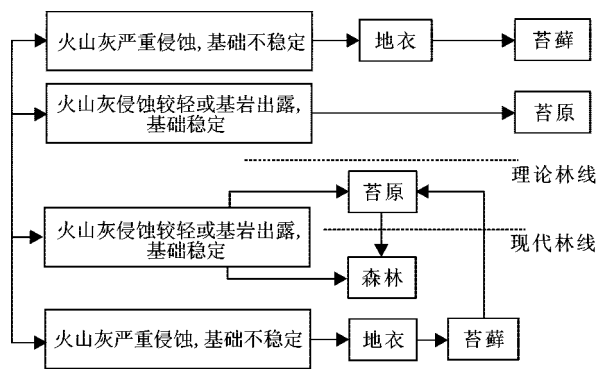 火山灰严重侵蚀,基础不稳定
地衣
苔藓
火山灰侵蚀较轻或基岩出露,
基础稳定
苔原
理论林线
苔原
火山灰侵蚀较轻或基岩出露,
基础稳定
现代林线
森林
火山灰严重侵蚀,基础不稳定
地衣
苔藓